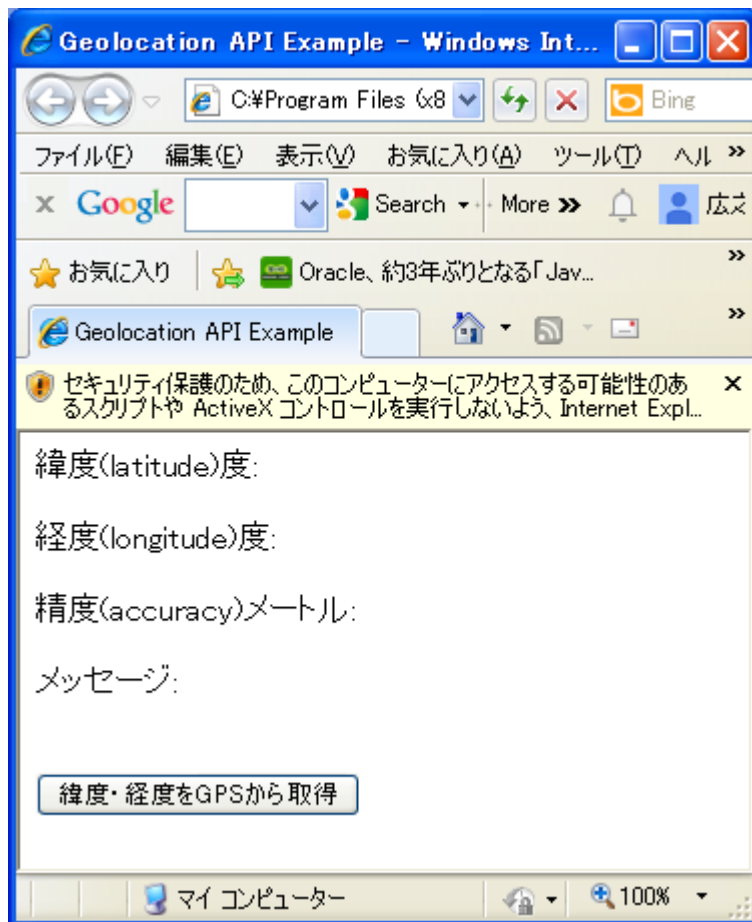 Geolocation API Example - Windows Int...
C:¥Program Files (x8
Bing
ファイル(F) 編集(E) 表示(V) お気に入り(A) ツール(T) ヘル »
x Google Search More » 広
お気に入り Oracle、約3年ぶりとなる「Jav... »
Geolocation API Example »
セキュリティ保護のため、このコンピューターにアクセスする可能性のあ x
るスクリプトや ActiveX コントロールを実行しないよう、Internet Expl...
緯度(latitude)度:
経度(longitude)度:
精度(accuracy)メートル:
メッセージ:
緯度・経度をGPSから取得
マイ コンピューター 100%